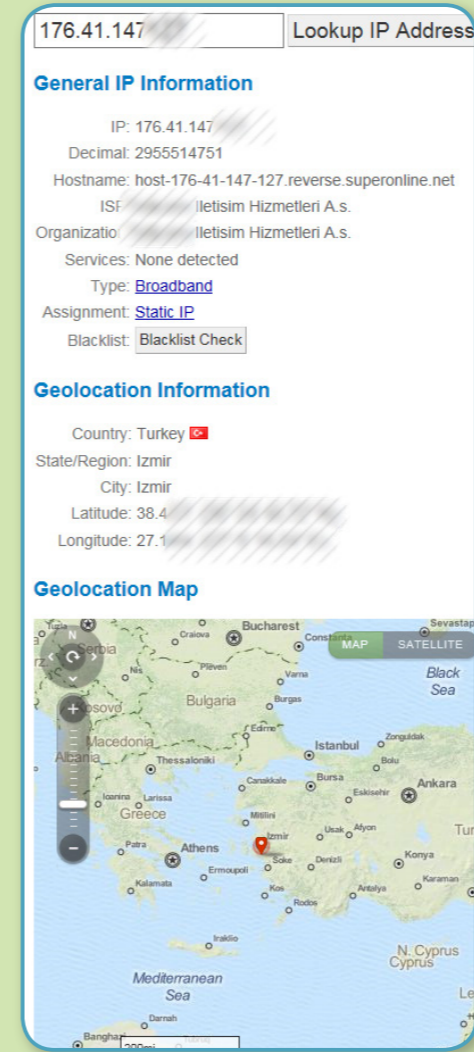 176.41.147
Lookup IP Address
General IP Information
IP: 176.41.147
Decimal: 2955514751
Hostname: host-176-41-147-127.reverse.superonline.net
Iletisim Hizmetleri A.s.
Iletisim Hizmetleri A.s.
Services: None detected
Type: Broadband
Assignment: Static IP
Blacklist: Blacklist Check
Geolocation Information
Country: Turkey
State/Region: Izmir
City: Izmir
Latitude: 38.4
Longitude: 27.1
Geolocation Map
Tuzla
Craiova
Bucharest
Constanta
MAP
SATELLITE
N
Serbia
Nis
Pleven
Varna
Black
Sea
Bulgaria
Burgas
Macedonia
Edirne
Istanbul
Zonguldak
Albania
Thessaloniki
Bolu
Canakkale
Bursa
Eskisehir
Ankara
Ioanina
Larissa
Greece
Mitilini
Izmir
Usak
Afyon
Patra
Athens
Soke
Denizli
Konya
Ermoupoli
Kalamata
Kos
Antalya
Karaman
Rodos
Iraklio
N. Cyprus
Cyprus
Mediterranean
Sea
Darnah